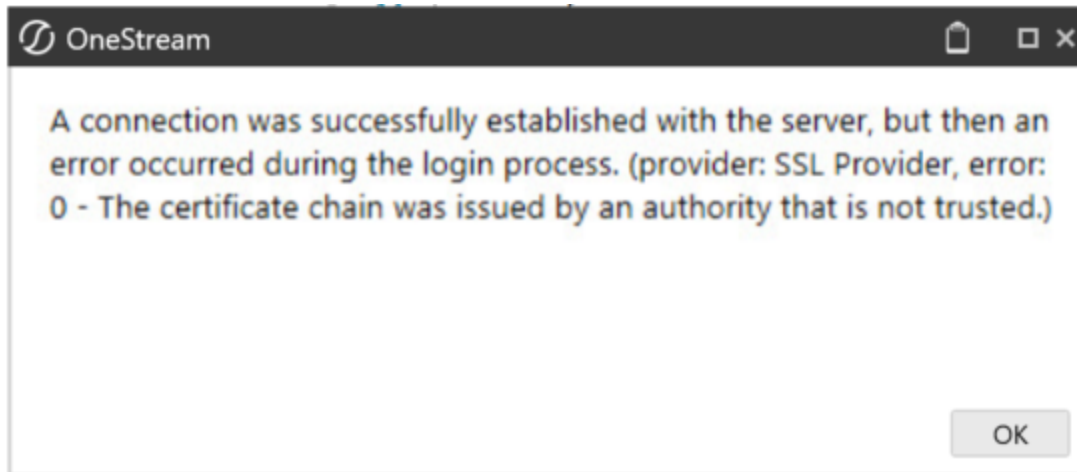 OneStream
A connection was successfully established with the server, but then an
error occurred during the login process. (provider: SSL Provider, error:
0 - The certificate chain was issued by an authority that is not trusted.)
OK